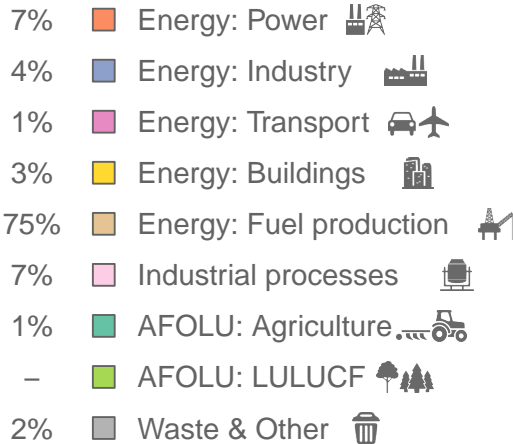 7% Energy: Power
4% Energy: Industry
1% Energy: Transport
3% Energy: Buildings
75% Energy: Fuel production
7% Industrial processes
1% AFOLU: Agriculture
– AFOLU: LULUCF
2% Waste & Other